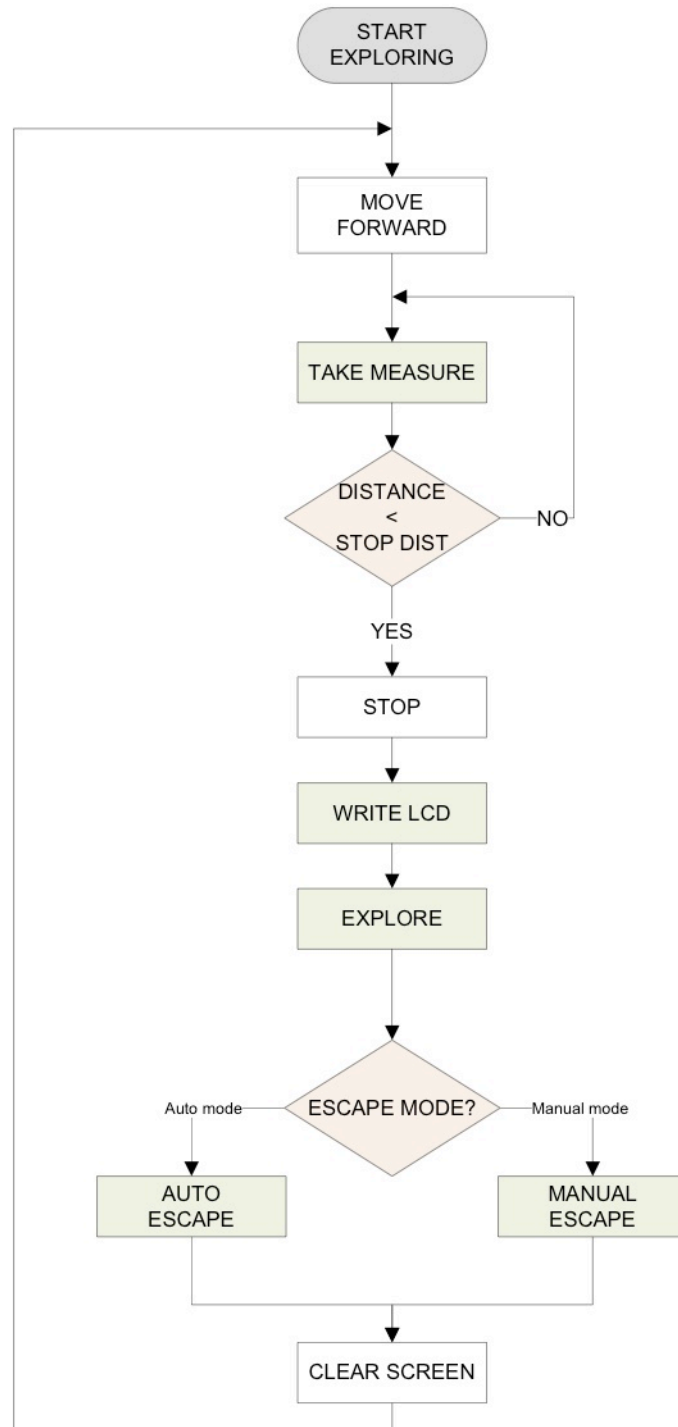 START
EXPLORING
MOVE
FORWARD
TAKE MEASURE
DISTANCE
<
STOP DIST
NO
YES
STOP
WRITE LCD
EXPLORE
Auto mode
ESCAPE MODE?
Manual mode
AUTO
ESCAPE
MANUAL
ESCAPE
CLEAR SCREEN